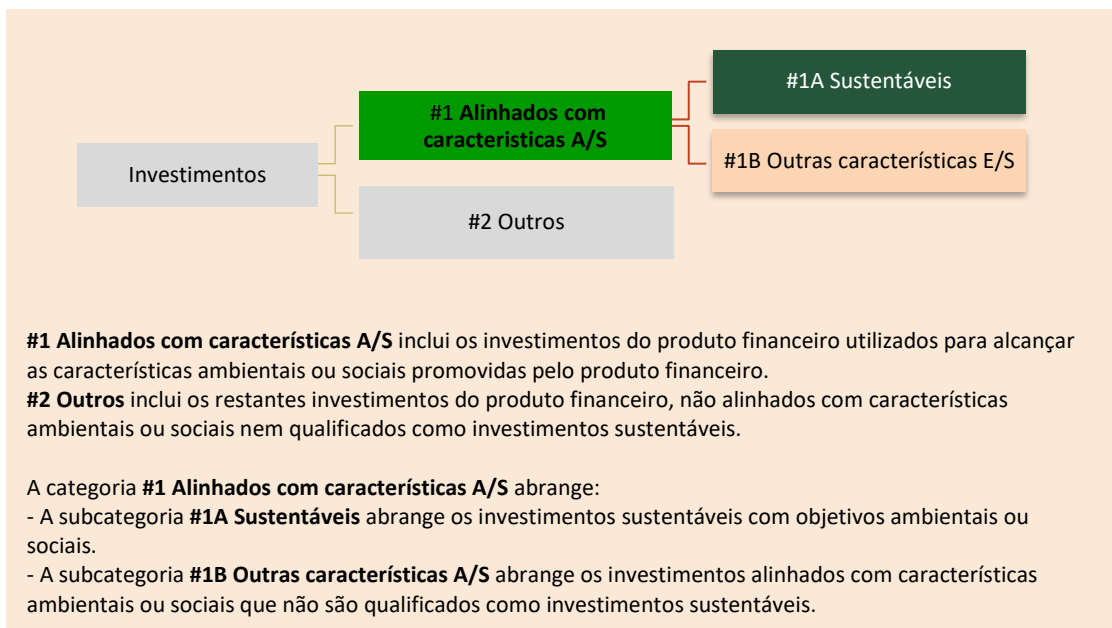 #1A Sustentáveis
#1 Alinhados com
caracteristicas A/S
#1B Outras características E/S
Investimentos
#2 Outros
#1 Alinhados com características A/S inclui os investimentos do produto financeiro utilizados para alcançar
as características ambientais ou sociais promovidas pelo produto financeiro.
#2 Outros inclui os restantes investimentos do produto financeiro, não alinhados com características
ambientais ou sociais nem qualificados como investimentos sustentáveis.
A categoria #1 Alinhados com características A/S abrange:
- A subcategoria #1A Sustentáveis abrange os investimentos sustentáveis com objetivos ambientais ou
sociais.
- A subcategoria #1B Outras características A/S abrange os investimentos alinhados com características
ambientais ou sociais que não são qualificados como investimentos sustentáveis.